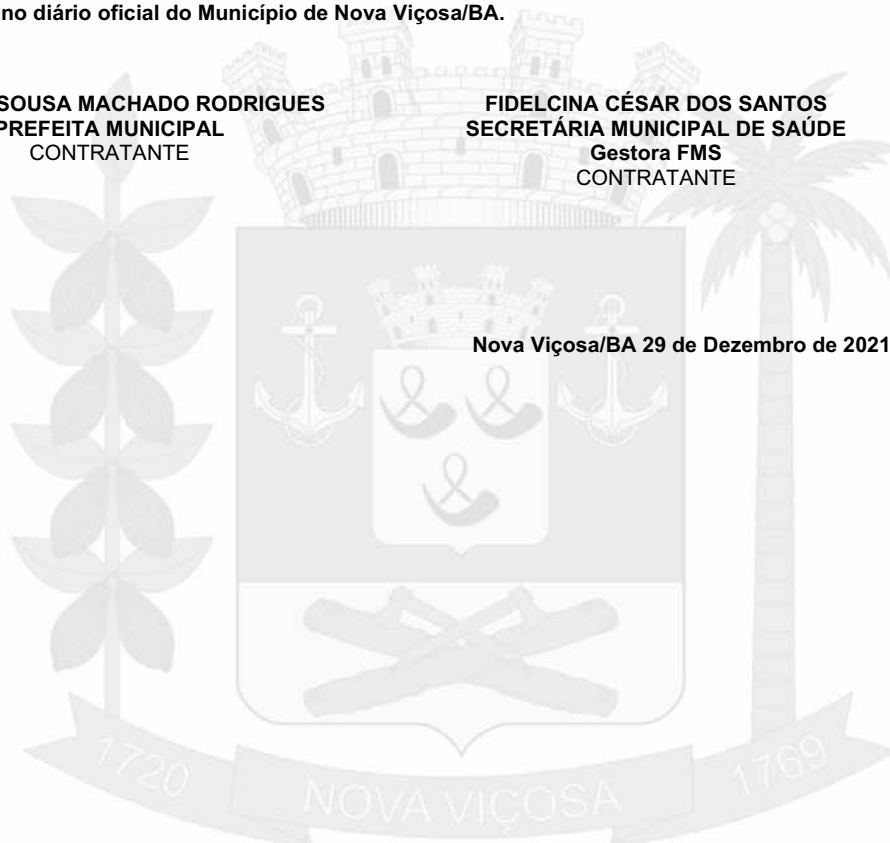 no diário oficial do Município de Nova Viçosa/BA.
SOUSA MACHADO RODRIGUES
PREFEITA MUNICIPAL
CONTRATANTE
FIDELCINA CÉSAR DOS SANTOS
SECRETÁRIA MUNICIPAL DE SAÚDE
Gestora FMS
CONTRATANTE
Nova Viçosa/BA 29 de Dezembro de 2021
1720
NOVA VIÇOSA
1769